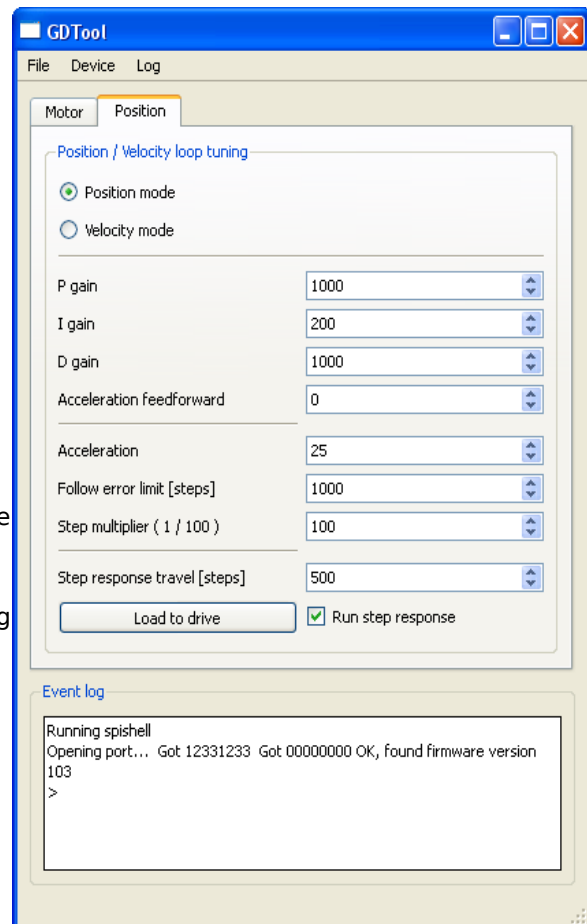 GDTool
File Device Log
Motor Position
Position / Velocity loop tuning
Position mode
Velocity mode
P gain 1000
I gain 200
D gain 1000
Acceleration feedforward 0
Acceleration 25
Follow error limit [steps] 1000
e
Step multiplier ( 1 / 100 ) 100
Step response travel [steps] 500
g
Load to drive Run step response
Event log
Running spishell
Opening port... Got 12331233 Got 00000000 OK, found firmware version
103
>